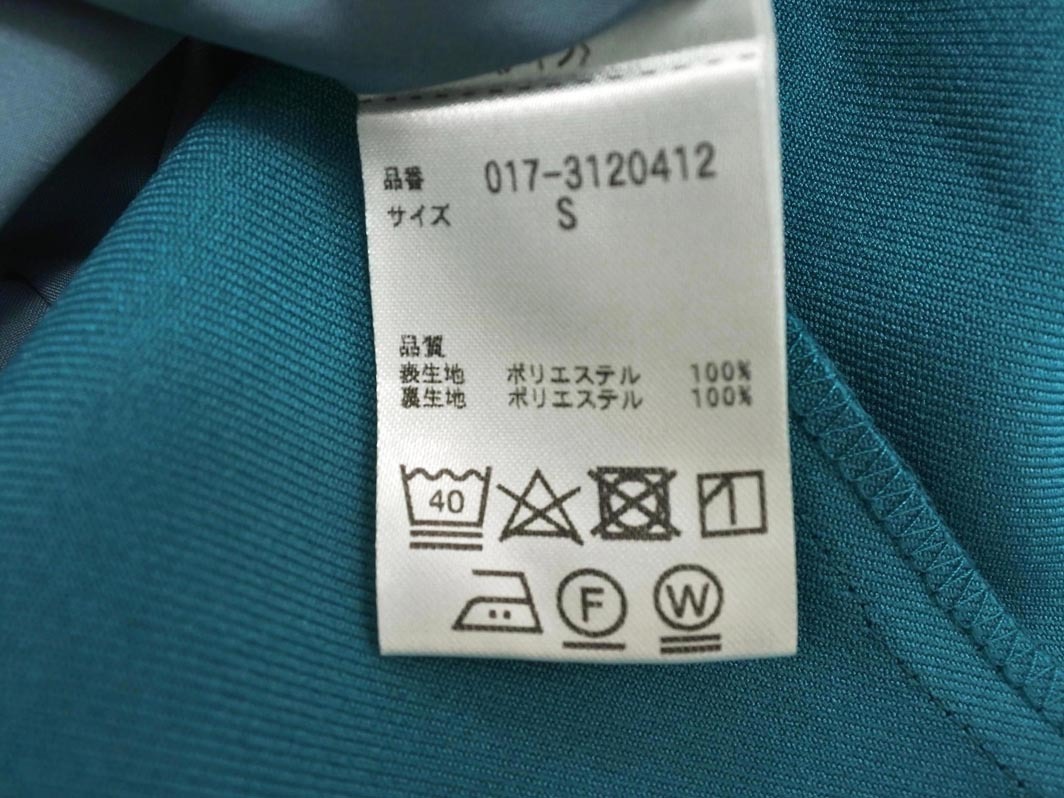 品番 017-3120412
サイズ S
品質
表生地 ポリエステル 100%
裏生地 ポリエステル 100%
40
F W